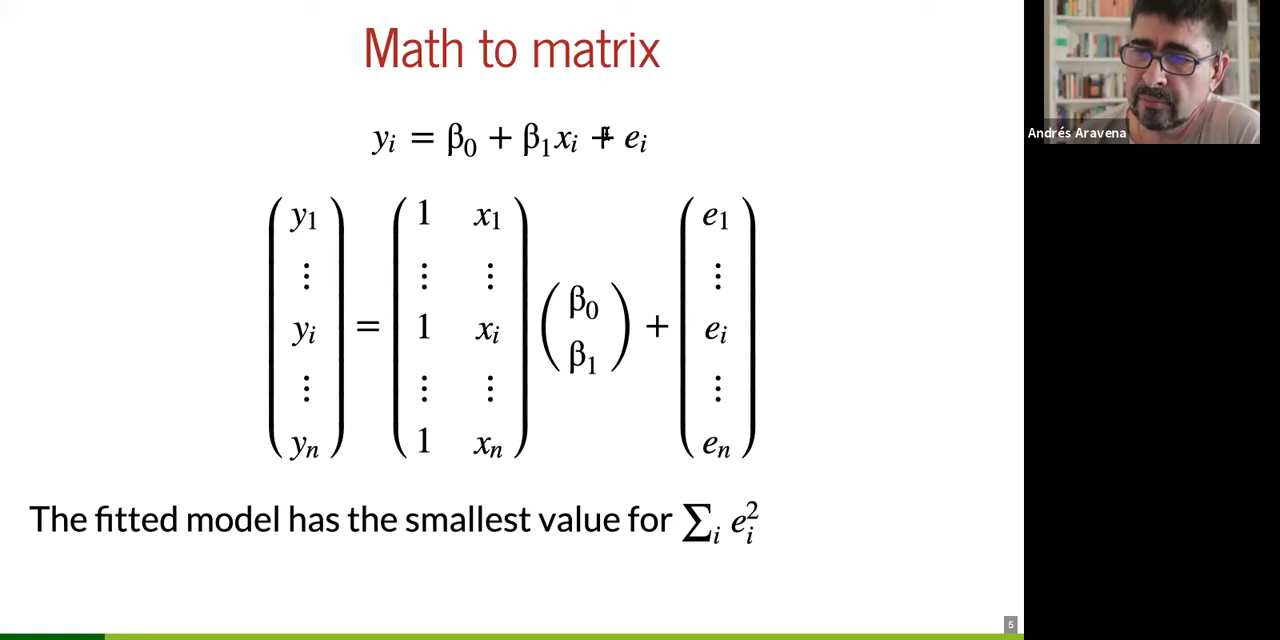 Math to matrix
yᵢ = β₀ + β₁xᵢ + eᵢ
y₁ 1 x₁ e₁
⋮ ⋮ ⋮ ⋮
yᵢ = 1 xᵢ β₀ β₁ + eᵢ
⋮ ⋮ ⋮ ⋮
yₙ 1 xₙ eₙ
The fitted model has the smallest value for ∑ᵢ eᵢ²
5
Andrés Aravena